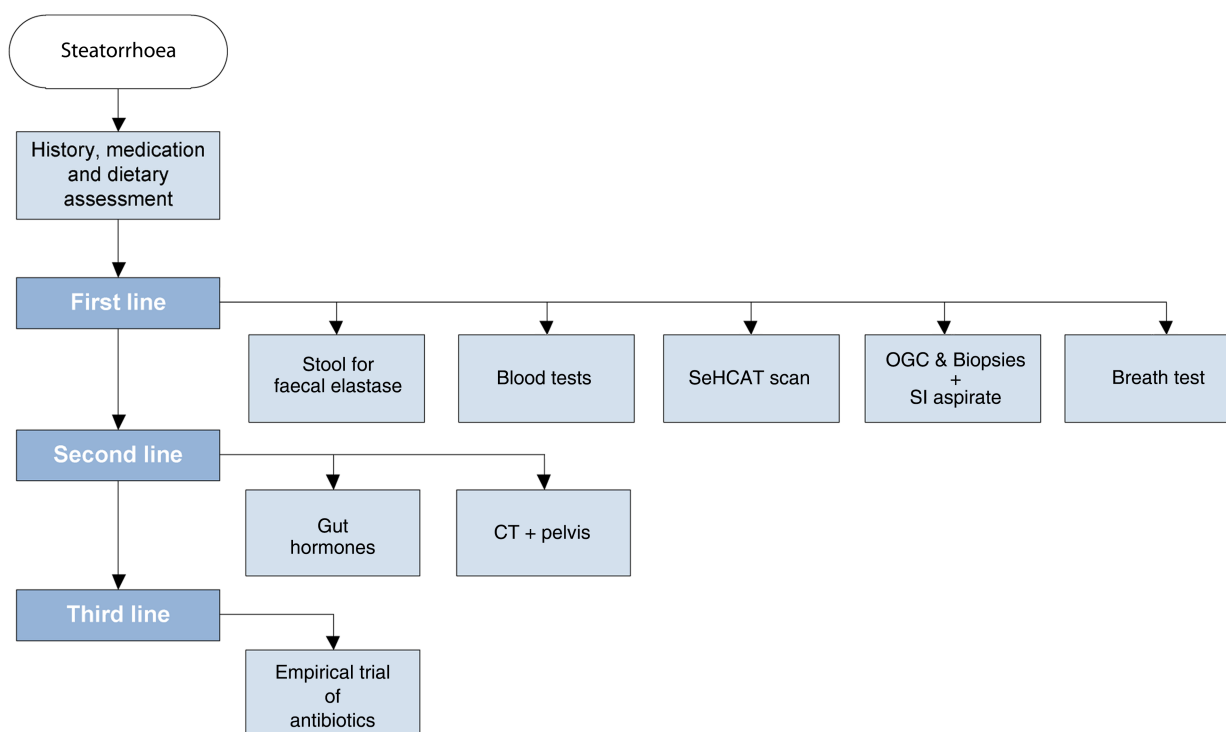 Steatorrhoea
History, medication
and dietary
assessment
First line
Stool for
faecal elastase
Blood tests
SeHCAT scan
OGC & Biopsies
+
SI aspirate
Breath test
Second line
Gut
hormones
CT + pelvis
Third line
Empirical trial
of
antibiotics